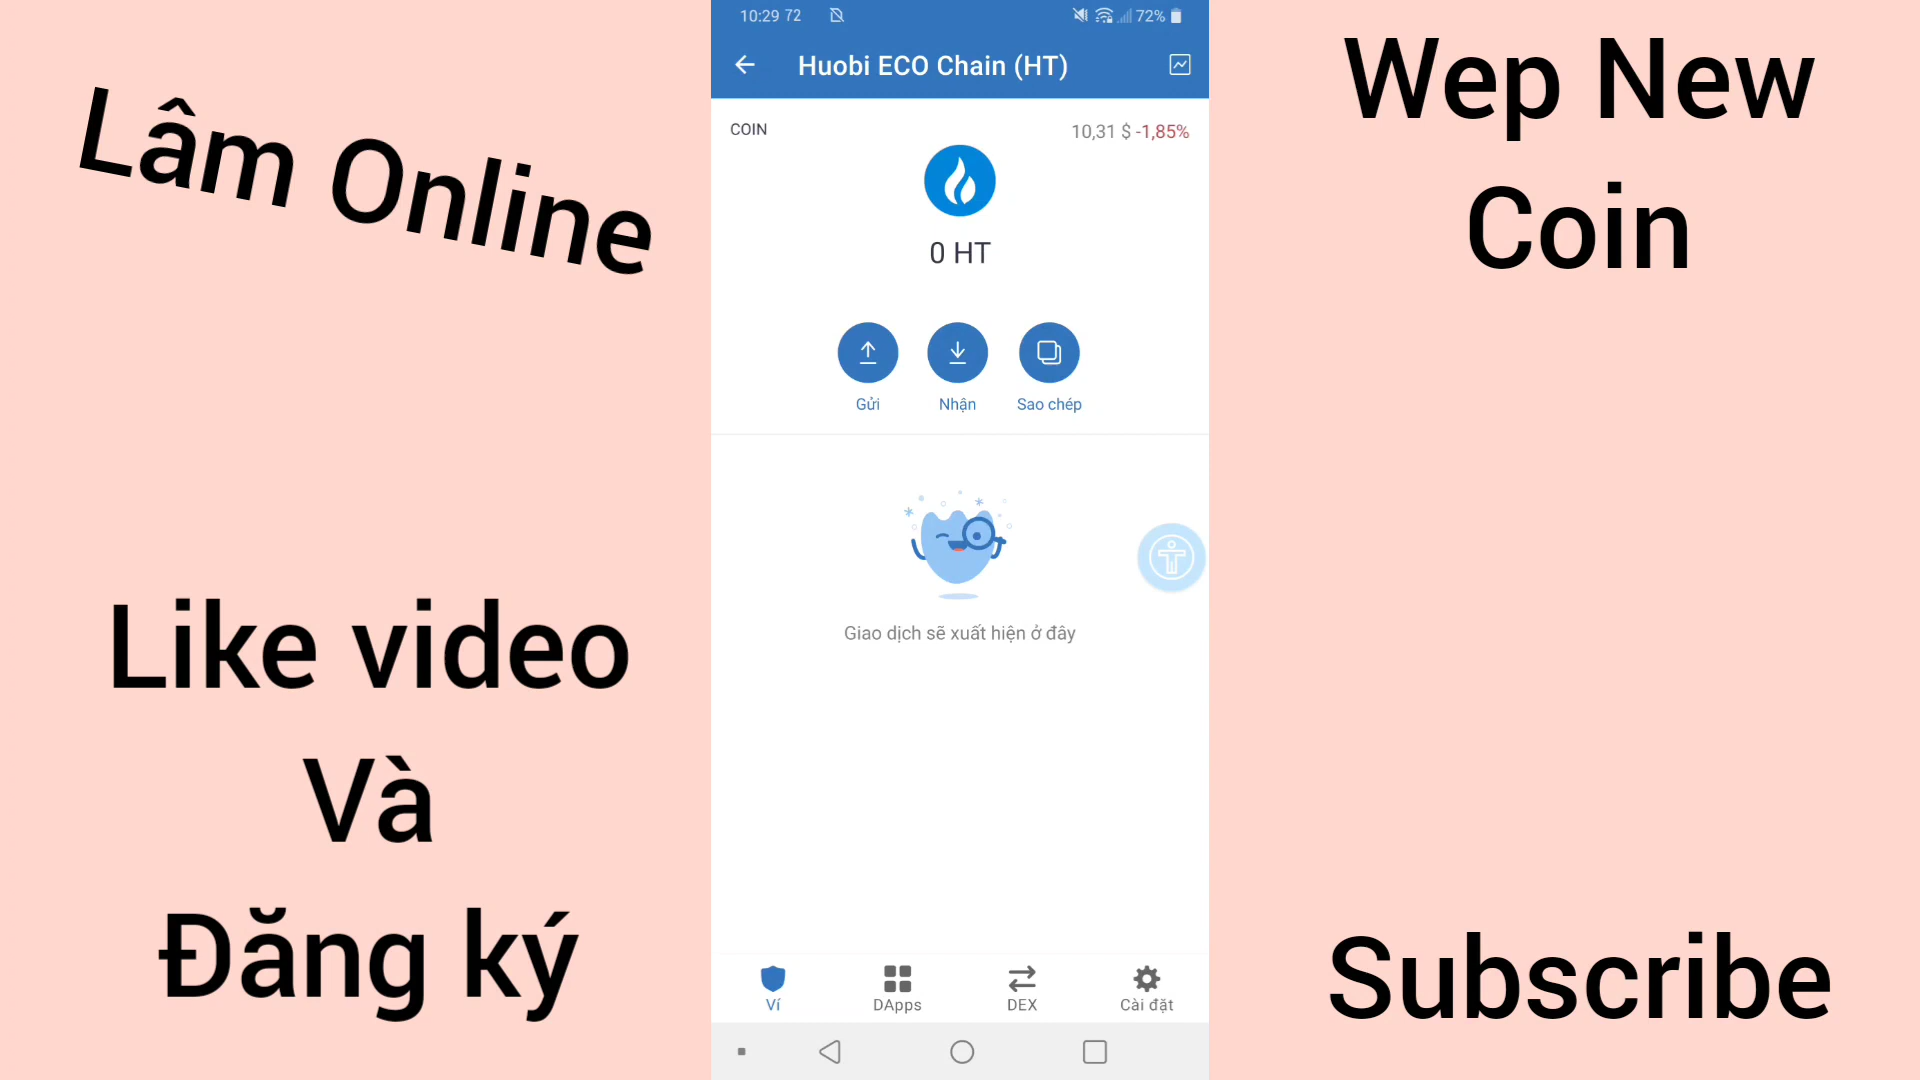 Lâm Online
Like video
Và
Đăng ký
10:29 72
72%
Huobi ECO Chain (HT)
COIN
10,31 $ -1,85%
0 HT
Gửi
Nhận
Sao chép
Giao dịch sẽ xuất hiện ở đây
Ví
DApps
DEX
Cài đặt
Wep New
Coin
Subscribe